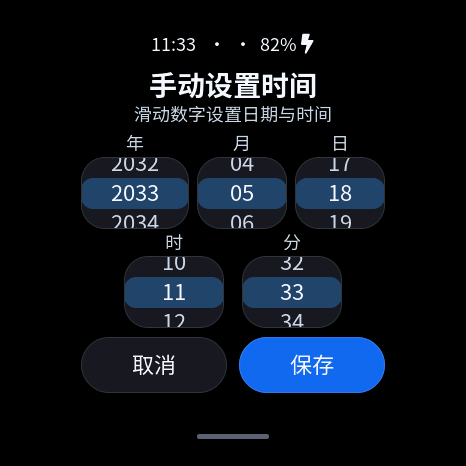 11:33 • • 82%
手动设置时间
滑动数字设置日期与时间
年 月 日
2032 04 17
2033 05 18
2034 06 19
时 分
10 32
11 33
12 34
取消 保存